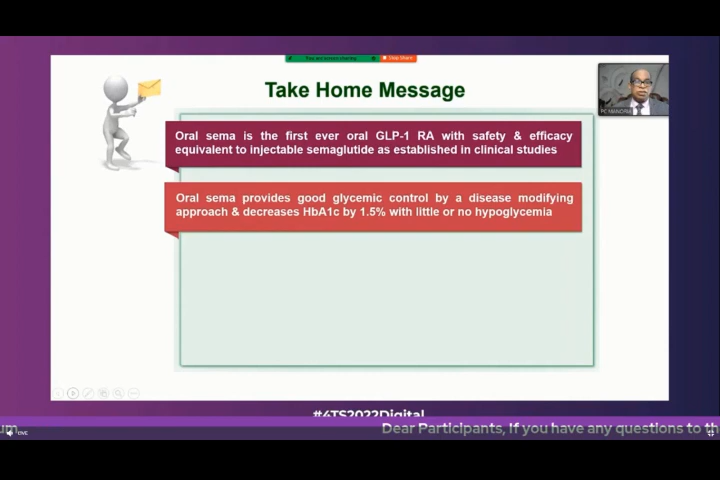 Take Home Message
Oral sema is the first ever oral GLP-1 RA with safety & efficacy
equivalent to injectable semaglutide as established in clinical studies
Oral sema provides good glycemic control by a disease modifying
approach & decreases HbA1c by 1.5% with little or no hypoglycemia
#4TS2022Digital
um.
Dear Participants, If you have any questions to th